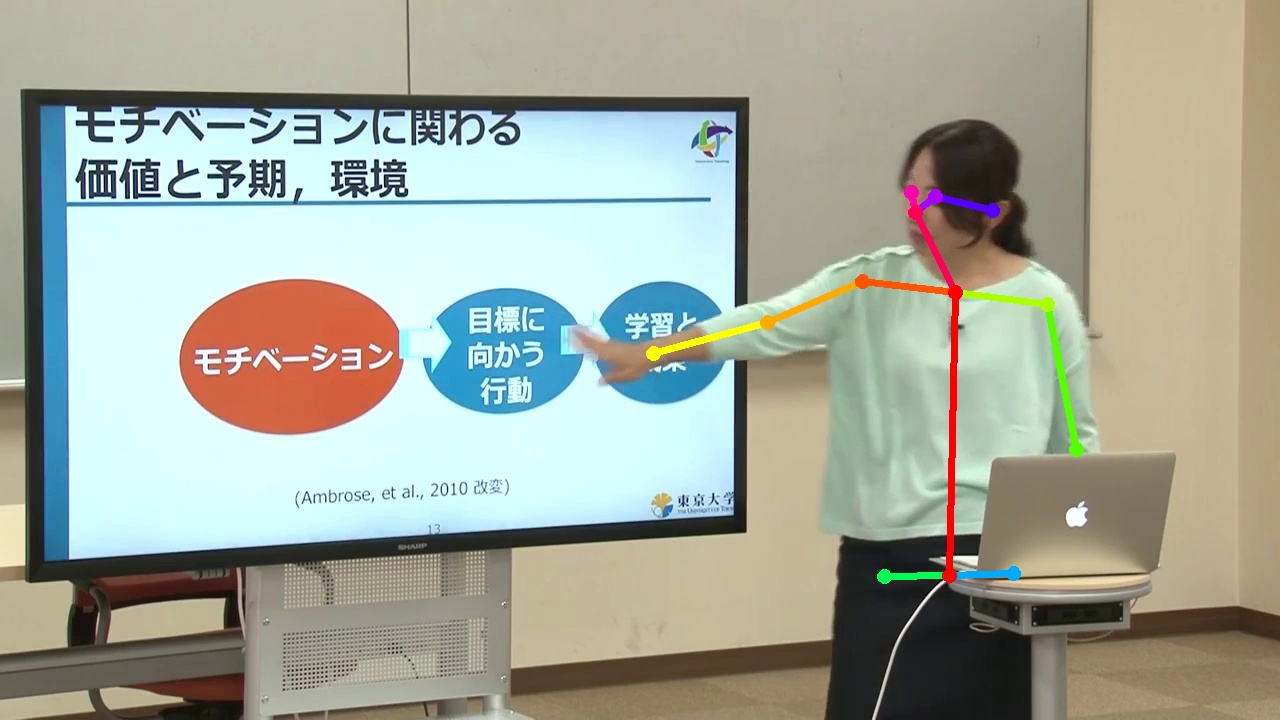 モチベーションに関わる
価値と予期，環境
モチベーション
目標に
向かう
行動
学習と
(Ambrose, et al., 2010 改変)
東京大学
13
SHARP